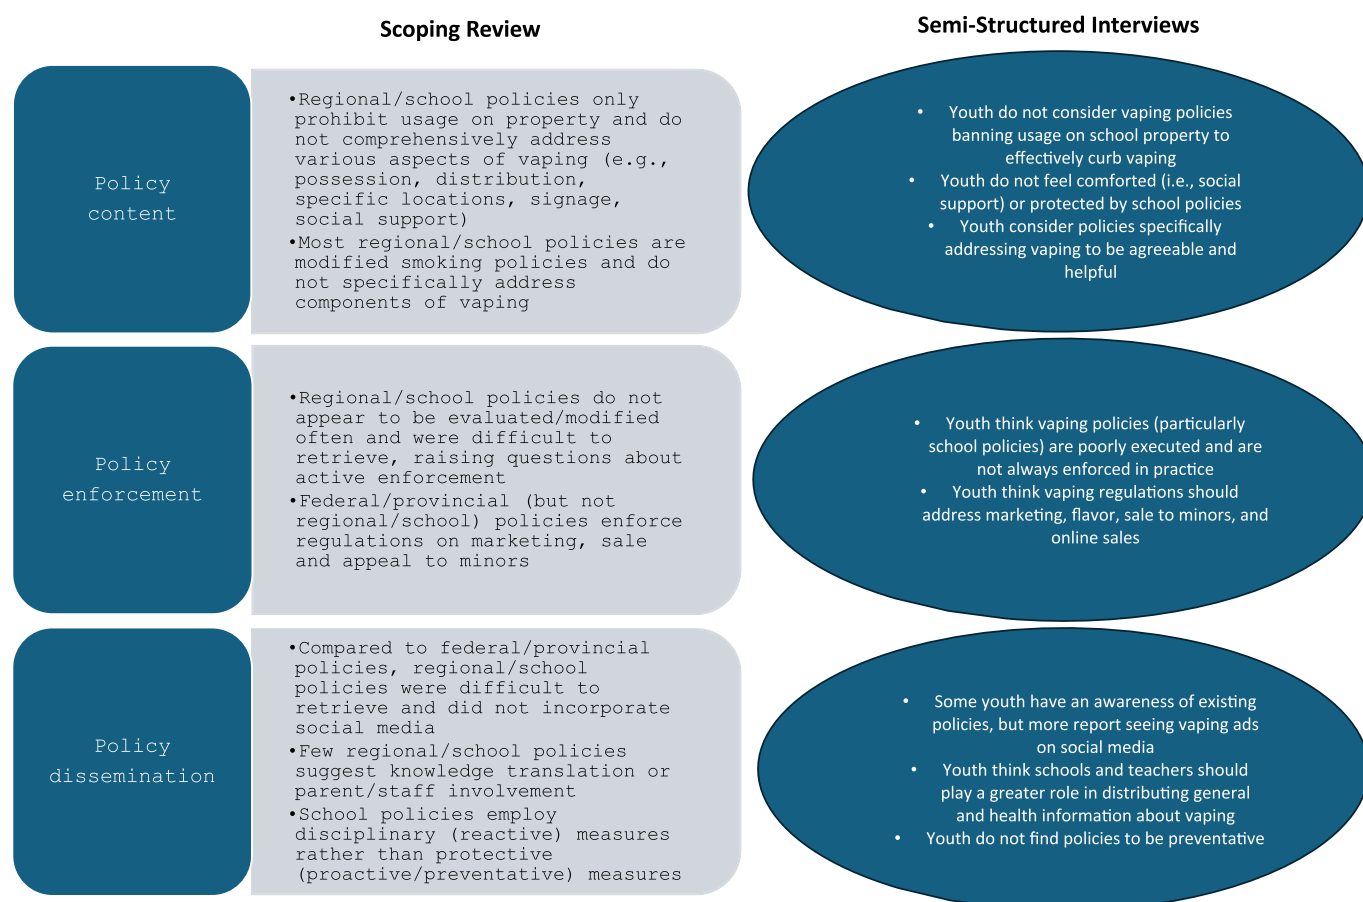 Scoping Review
Semi-Structured Interviews
Policy
content
•Regional/school policies only
prohibit usage on property and do
not comprehensively address
various aspects of vaping (e.g.,
possession, distribution,
specific locations, signage,
social support)
•Most regional/school policies are
modified smoking policies and do
not specifically address
components of vaping
• Youth do not consider vaping policies
banning usage on school property to
effectively curb vaping
• Youth do not feel comforted (i.e., social
support) or protected by school policies
• Youth consider policies specifically
addressing vaping to be agreeable and
helpful
Policy
enforcement
•Regional/school policies do not
appear to be evaluated/modified
often and were difficult to
retrieve, raising questions about
active enforcement
•Federal/provincial (but not
regional/school) policies enforce
regulations on marketing, sale
and appeal to minors
• Youth think vaping policies (particularly
school policies) are poorly executed and are
not always enforced in practice
• Youth think vaping regulations should
address marketing, flavor, sale to minors, and
online sales
Policy
dissemination
•Compared to federal/provincial
policies, regional/school
policies were difficult to
retrieve and did not incorporate
social media
•Few regional/school policies
suggest knowledge translation or
parent/staff involvement
•School policies employ
disciplinary (reactive) measures
rather than protective
(proactive/preventative) measures
• Some youth have an awareness of existing
policies, but more report seeing vaping ads
on social media
• Youth think schools and teachers should
play a greater role in distributing general
and health information about vaping
• Youth do not find policies to be preventative